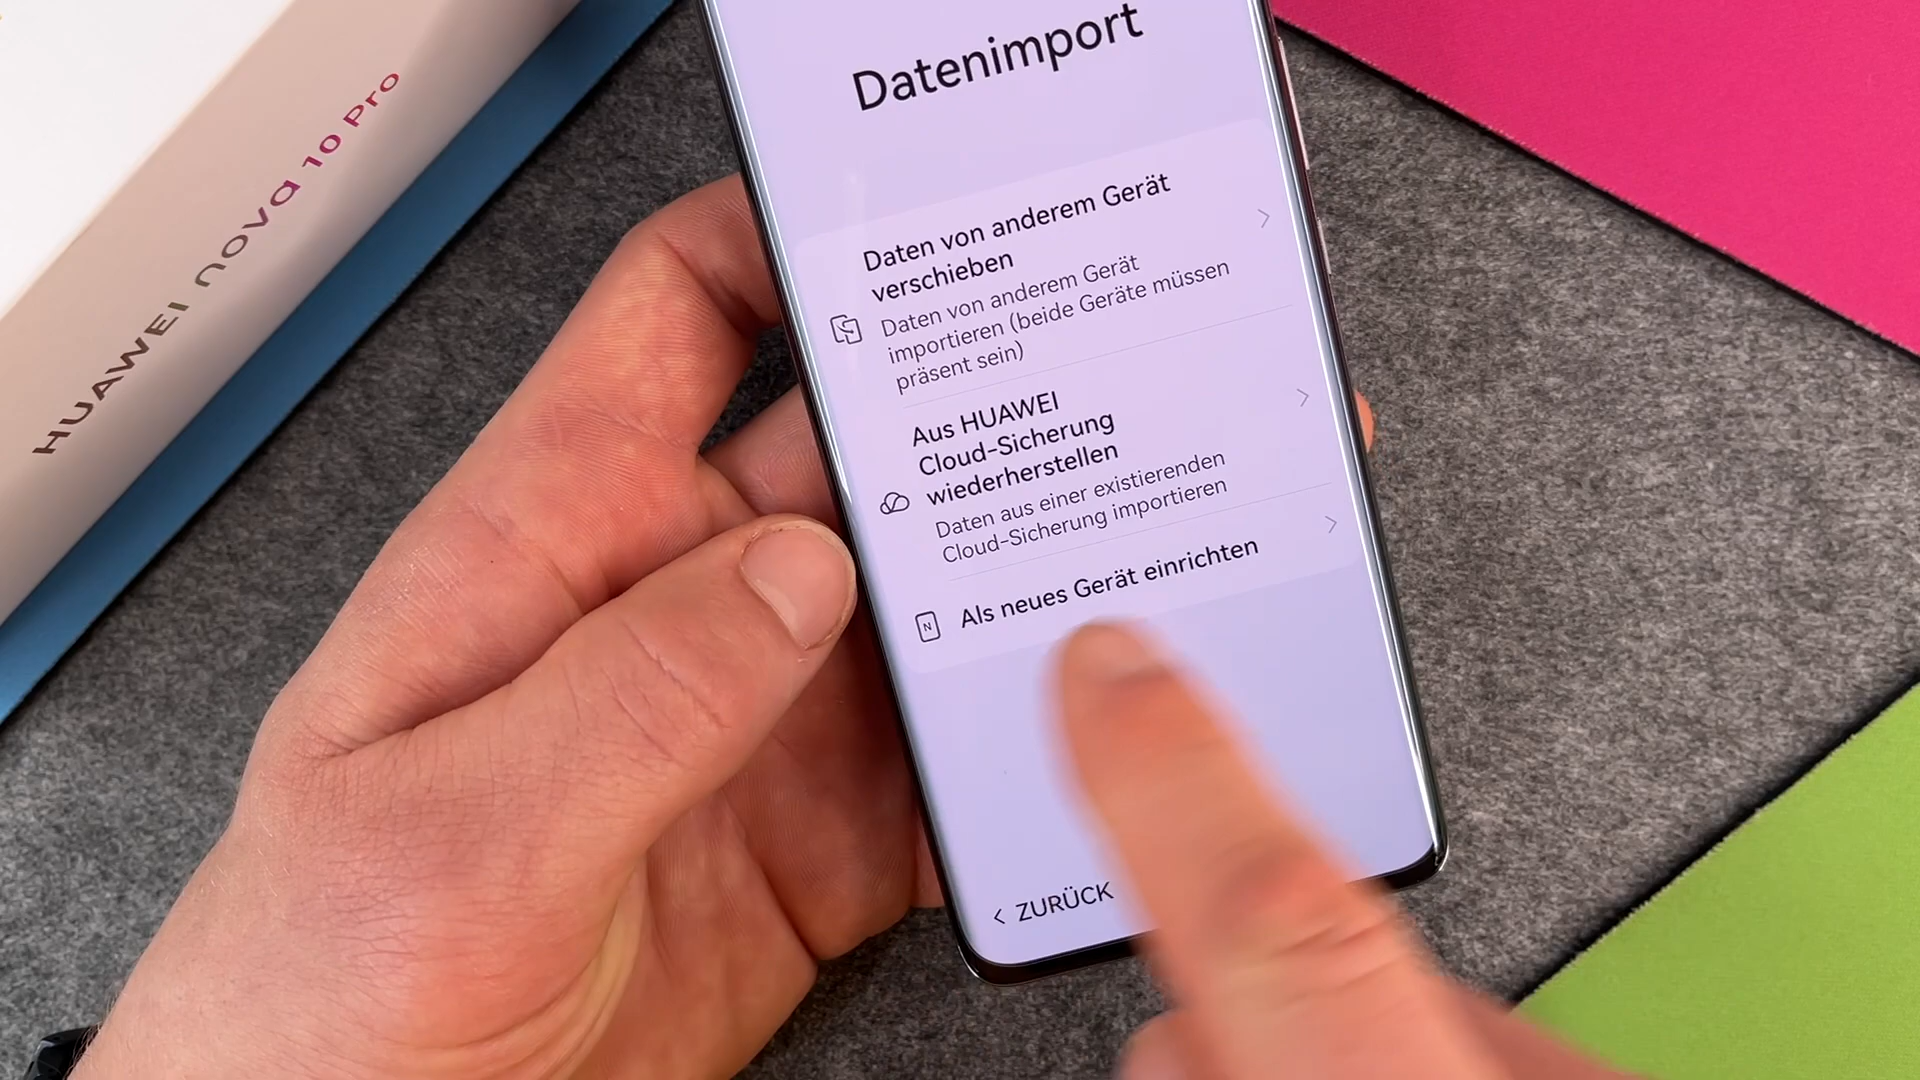 HUAWEI nova 10 Pro
Datenimport
Daten von anderem Gerät
verschieben
Daten von anderem Gerät
importieren (beide Geräte müssen
präsent sein)
Aus HUAWEI
Cloud-Sicherung
wiederherstellen
Daten aus einer existierenden
Cloud-Sicherung importieren
N
Als neues Gerät einrichten
< ZURÜCK